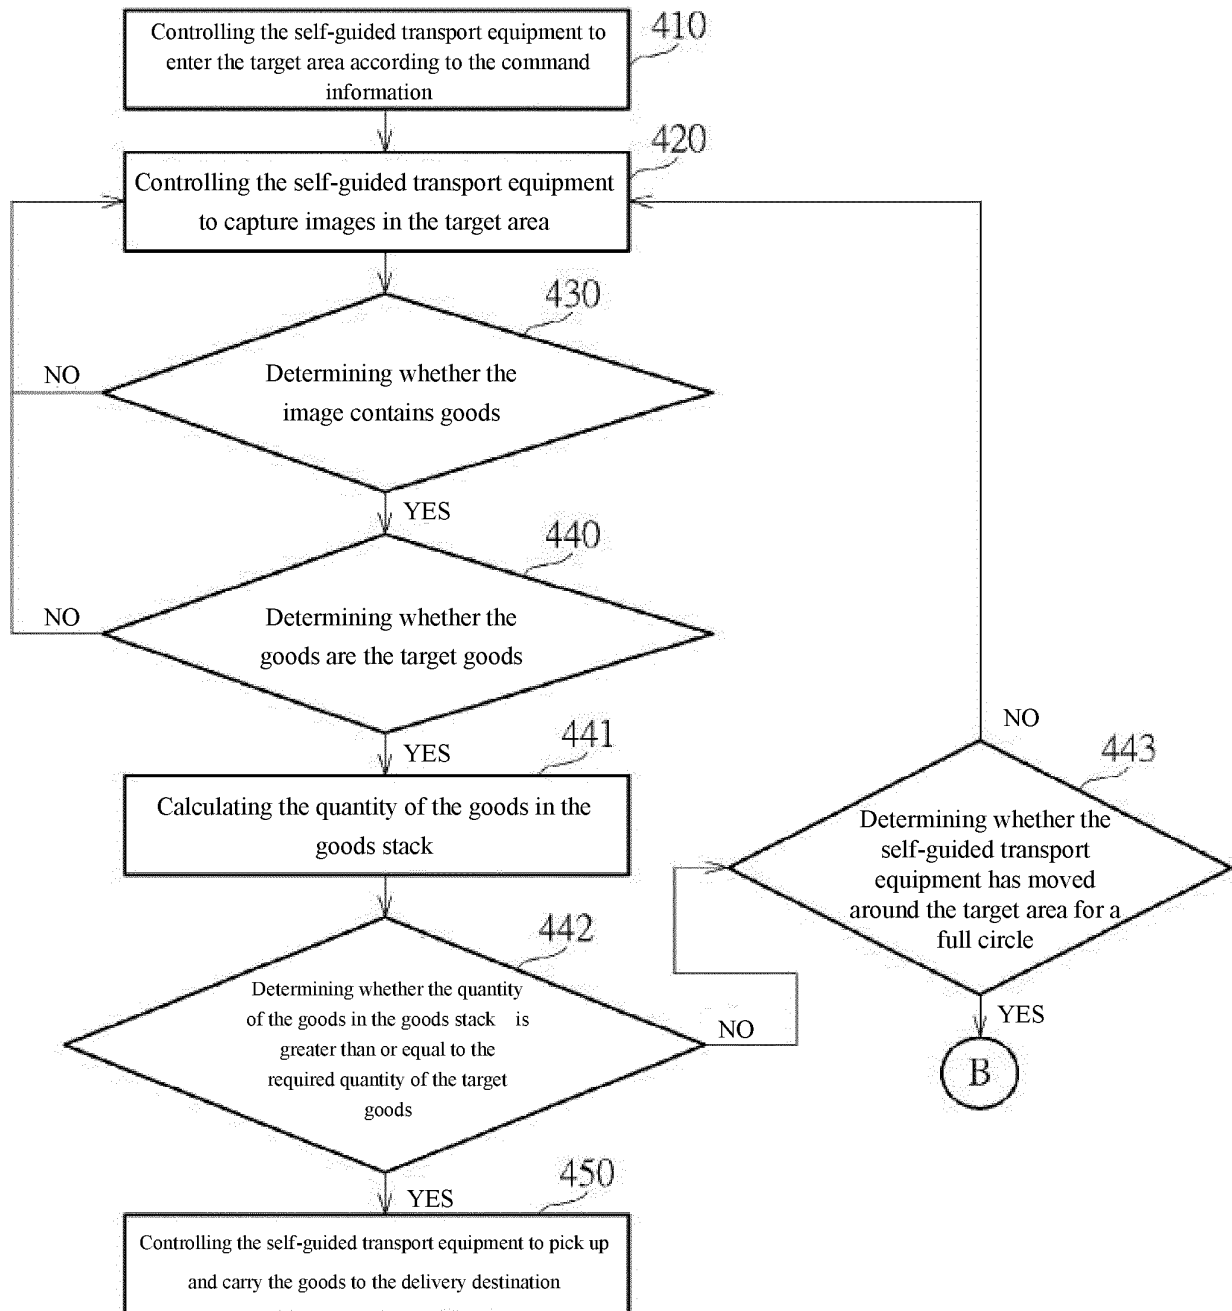 Controlling the self-guided transport equipment to
enter the target area according to the command
information
410
420
Controlling the self-guided transport equipment
to capture images in the target area
430
Determining whether the
image contains goods
NO
YES
440
Determining whether the
goods are the target goods
NO
YES
441
Calculating the quantity of the goods in the
goods stack
442
Determining whether the quantity
of the goods in the goods stack is
greater than or equal to the
required quantity of the target
goods
NO
YES
NO
443
Determining whether the
self-guided transport
equipment has moved
around the target area for a
full circle
YES
B
450
Controlling the self-guided transport equipment to pick up
and carry the goods to the delivery destination